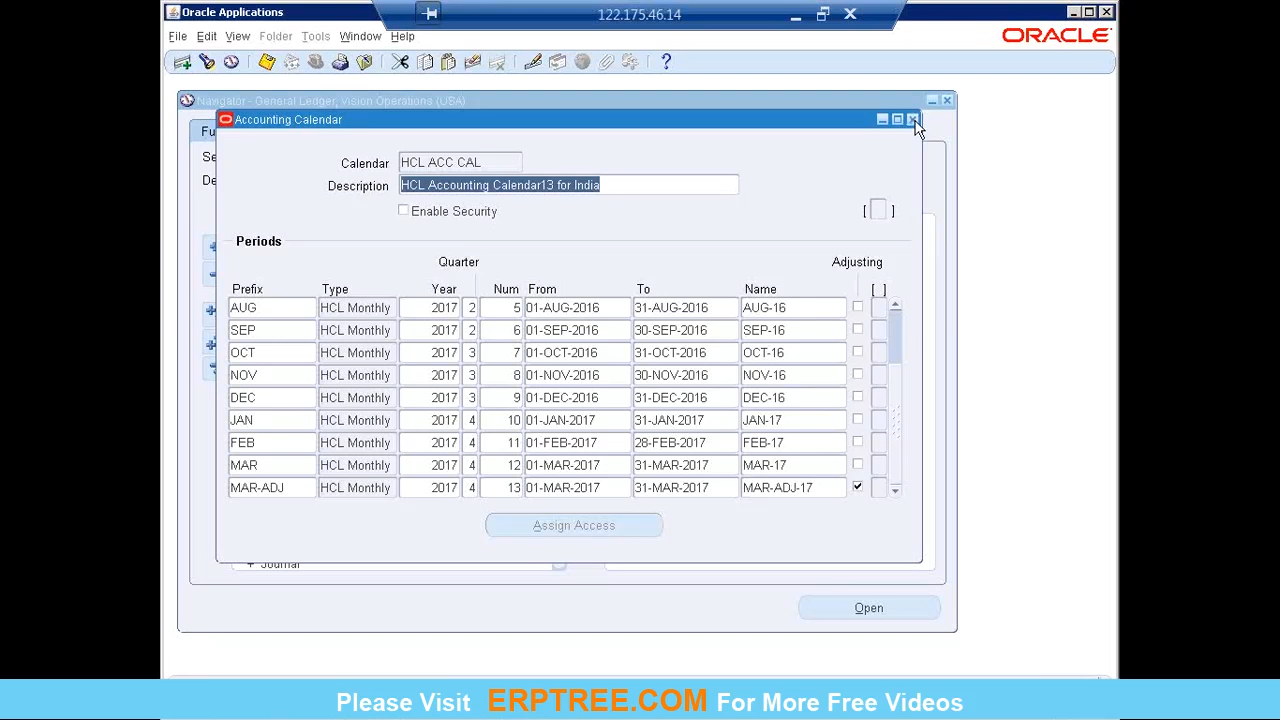 Oracle Applications
122.175.46.14
File Edit View Folder Tools Window Help
ORACLE
Navigator - General Ledger, Vision Operations (USA)
Accounting Calendar
Fu
Calendar HCL ACC CAL
Se
De
Description HCL Accounting Calendar13 for India
Enable Security
[ ]
Periods
Quarter Adjusting
Prefix Type Year Num From To Name [ ]
AUG HCL Monthly 2017 2 5 01-AUG-2016 31-AUG-2016 AUG-16
SEP HCL Monthly 2017 2 6 01-SEP-2016 30-SEP-2016 SEP-16
OCT HCL Monthly 2017 3 7 01-OCT-2016 31-OCT-2016 OCT-16
NOV HCL Monthly 2017 3 8 01-NOV-2016 30-NOV-2016 NOV-16
DEC HCL Monthly 2017 3 9 01-DEC-2016 31-DEC-2016 DEC-16
JAN HCL Monthly 2017 4 10 01-JAN-2017 31-JAN-2017 JAN-17
FEB HCL Monthly 2017 4 11 01-FEB-2017 28-FEB-2017 FEB-17
MAR HCL Monthly 2017 4 12 01-MAR-2017 31-MAR-2017 MAR-17
MAR-ADJ HCL Monthly 2017 4 13 01-MAR-2017 31-MAR-2017 MAR-ADJ-17
Assign Access
+ Journal
Open
Please Visit ERPTREE.COM For More Free Videos